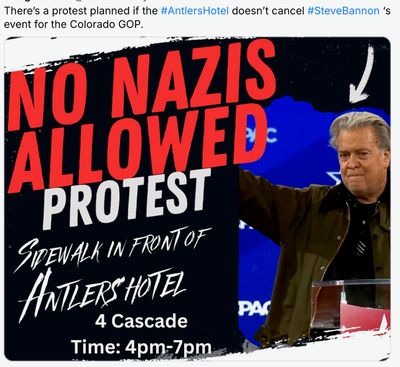 There's a protest planned if the #AntlersHotel doesn't cancel #SteveBannon 's
event for the Colorado GOP.
NO NAZIS
ALLOWED
PROTEST
SIDEWALK IN FRONT OF
ANTLERS HOTEL
4 Cascade
Time: 4pm-7pm